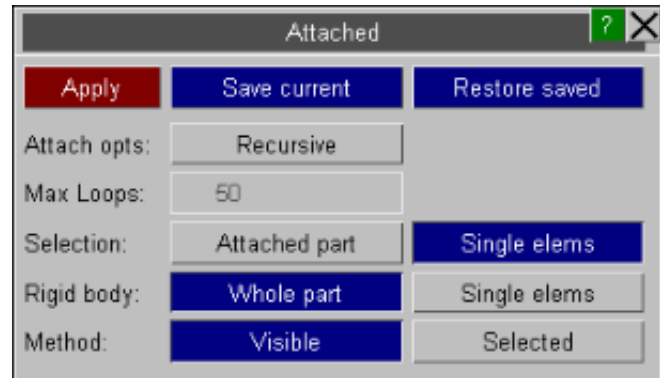 Attached ?
Apply Save current Restore saved
Attach opts: Recursive
Max Loops: 50
Selection: Attached part Single elems
Rigid body: Whole part Single elems
Method: Visible Selected